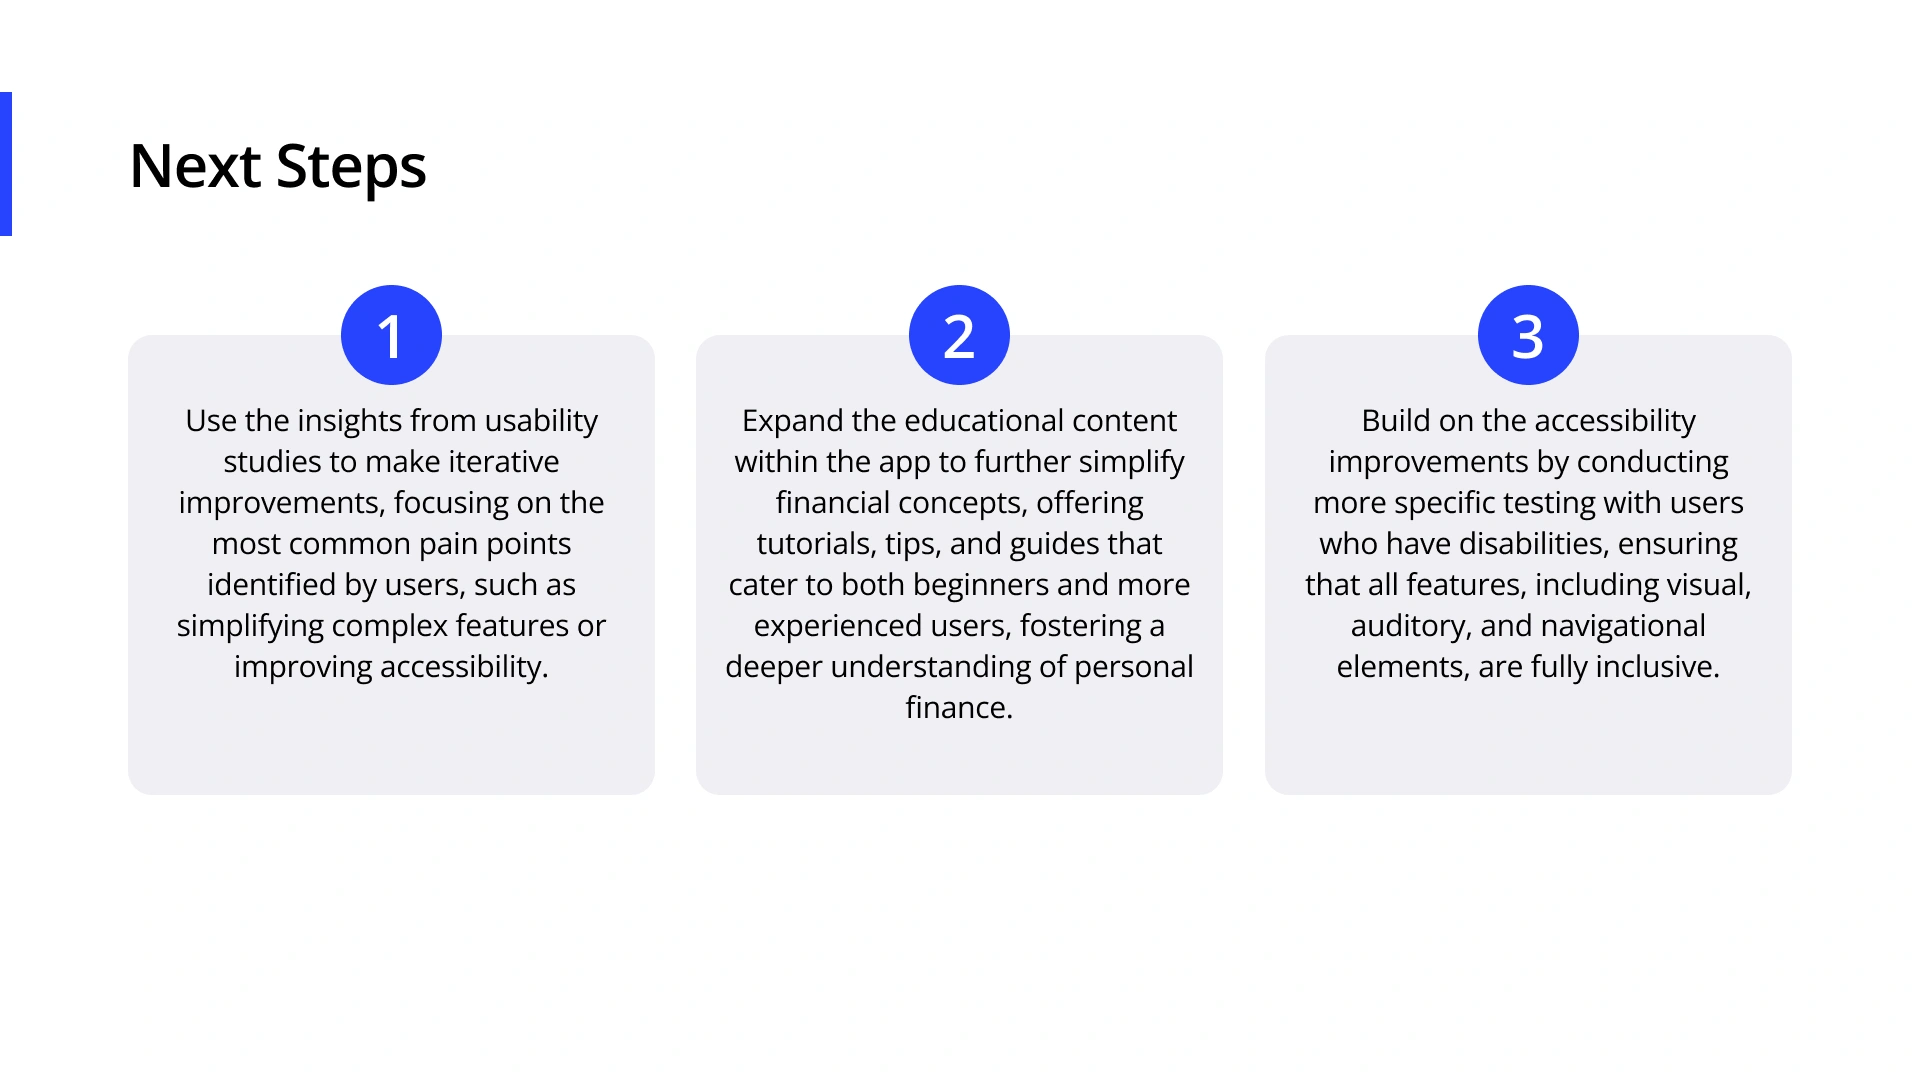 Next Steps
1
Use the insights from usability
studies to make iterative
improvements, focusing on the
most common pain points
identified by users, such as
simplifying complex features or
improving accessibility.
2
Expand the educational content
within the app to further simplify
financial concepts, offering
tutorials, tips, and guides that
cater to both beginners and more
experienced users, fostering a
deeper understanding of personal
finance.
3
Build on the accessibility
improvements by conducting
more specific testing with users
who have disabilities, ensuring
that all features, including visual,
auditory, and navigational
elements, are fully inclusive.